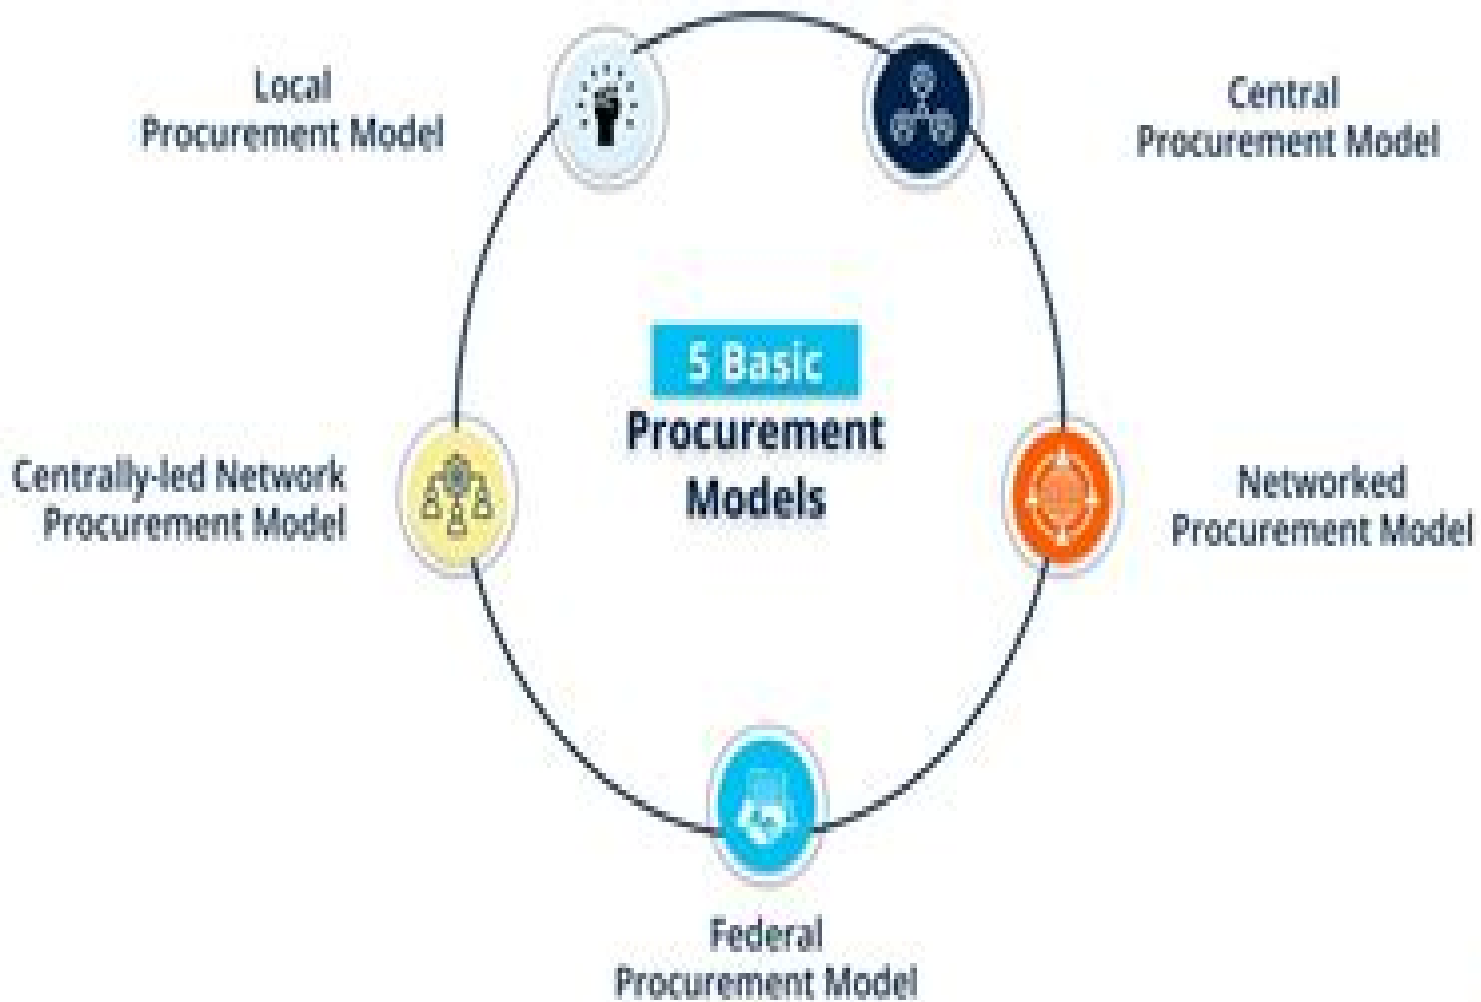 Local
Procurement Model
Central
Procurement Model
5 Basic
Procurement
Models
Centrally-led Network
Procurement Model
Networked
Procurement Model
Federal
Procurement Model